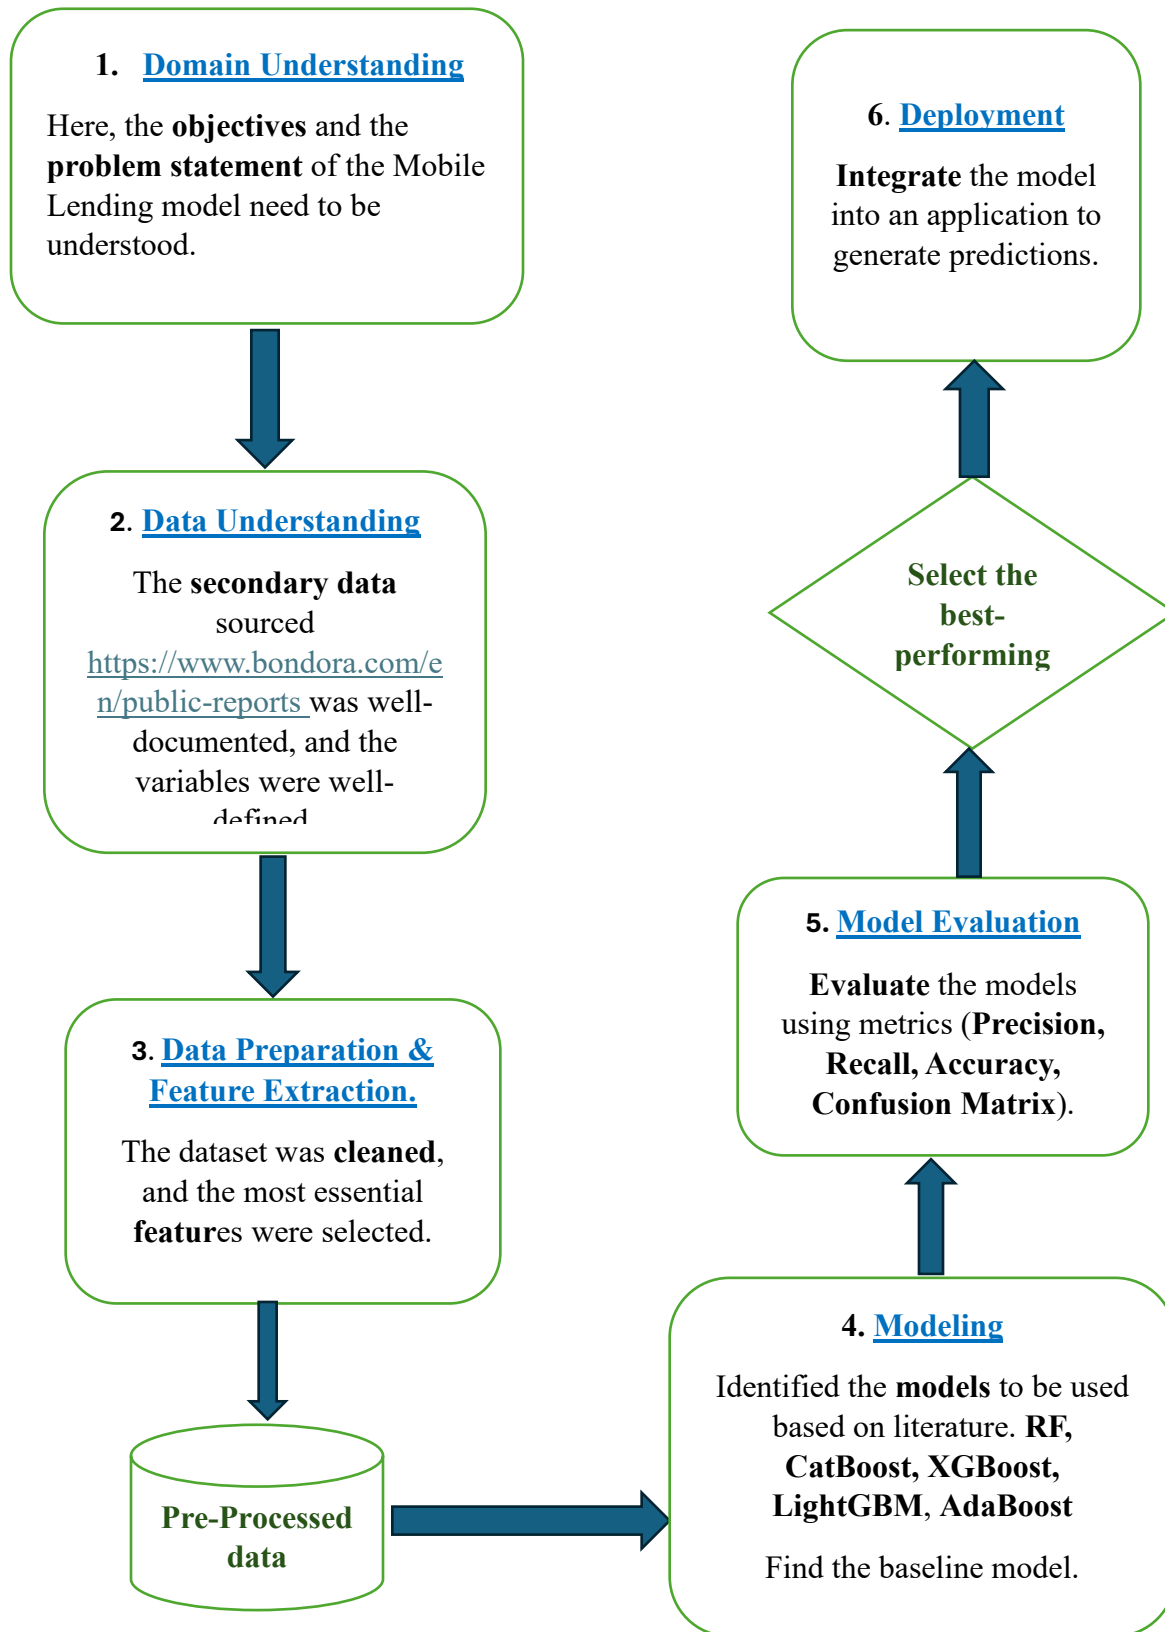 1. Domain Understanding
Here, the objectives and the
problem statement of the Mobile
Lending model need to be
understood.
2. Data Understanding
The secondary data
sourced
https://www.bondora.com/e
n/public-reports was well-
documented, and the
variables were well-
defined
3. Data Preparation &
Feature Extraction.
The dataset was cleaned,
and the most essential
features were selected.
Pre-Processed
data
4. Modeling
Identified the models to be used
based on literature. RF,
CatBoost, XGBoost,
LightGBM, AdaBoost
Find the baseline model.
5. Model Evaluation
Evaluate the models
using metrics (Precision,
Recall, Accuracy,
Confusion Matrix).
Select the
best-
performing
6. Deployment
Integrate the model
into an application to
generate predictions.